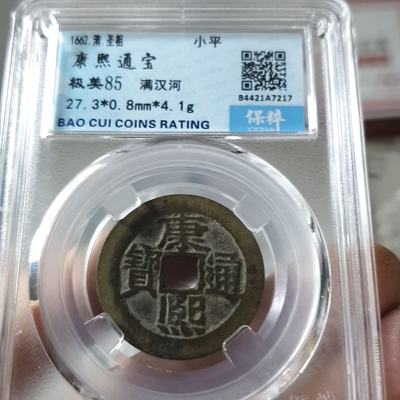 1662.清.圣祖 小平
康熙通宝
极美85 满汉河
27.3*0.8mm*4.1g
B4421A7217
BAO CUI COINS RATING
保粹
康熙通寶